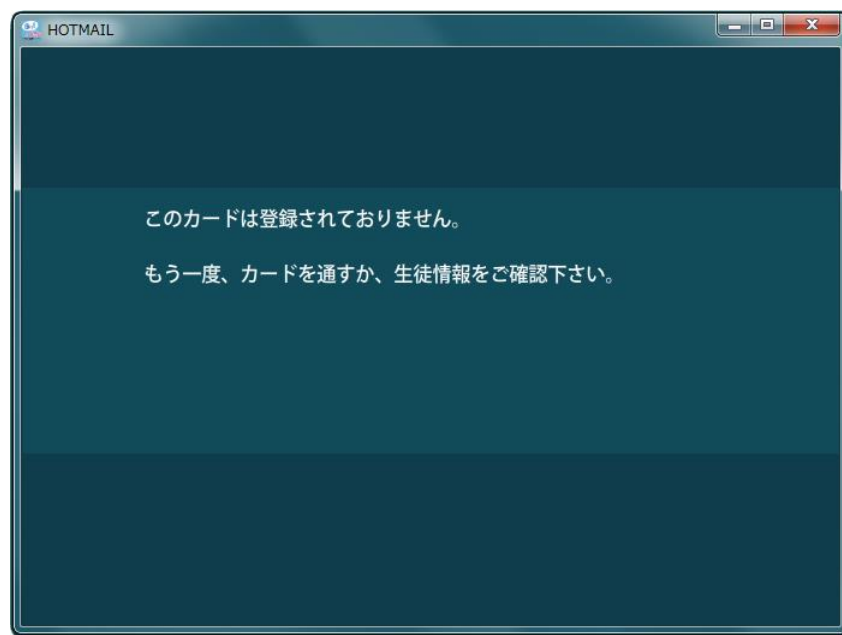 HOTMAIL
このカードは登録されておりません。
もう一度、カードを通すか、生徒情報をご確認下さい。